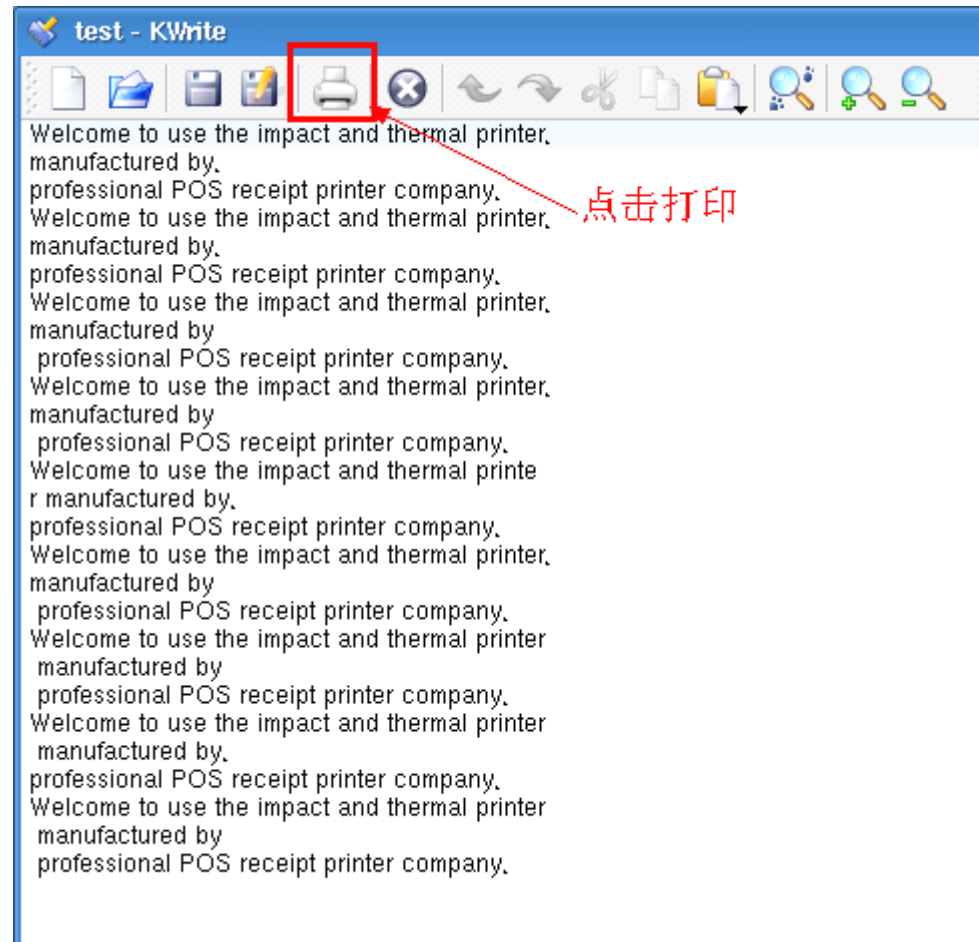 test - KWrite
Welcome to use the impact and thermal printer.
manufactured by.
professional POS receipt printer company.
点击打印
Welcome to use the impact and thermal printer.
manufactured by.
professional POS receipt printer company.
Welcome to use the impact and thermal printer.
manufactured by
 professional POS receipt printer company.
Welcome to use the impact and thermal printer.
manufactured by
 professional POS receipt printer company.
Welcome to use the impact and thermal printe
r manufactured by.
professional POS receipt printer company.
Welcome to use the impact and thermal printer.
manufactured by
 professional POS receipt printer company.
Welcome to use the impact and thermal printer
 manufactured by
 professional POS receipt printer company.
Welcome to use the impact and thermal printer
 manufactured by.
professional POS receipt printer company.
Welcome to use the impact and thermal printer
 manufactured by
 professional POS receipt printer company.